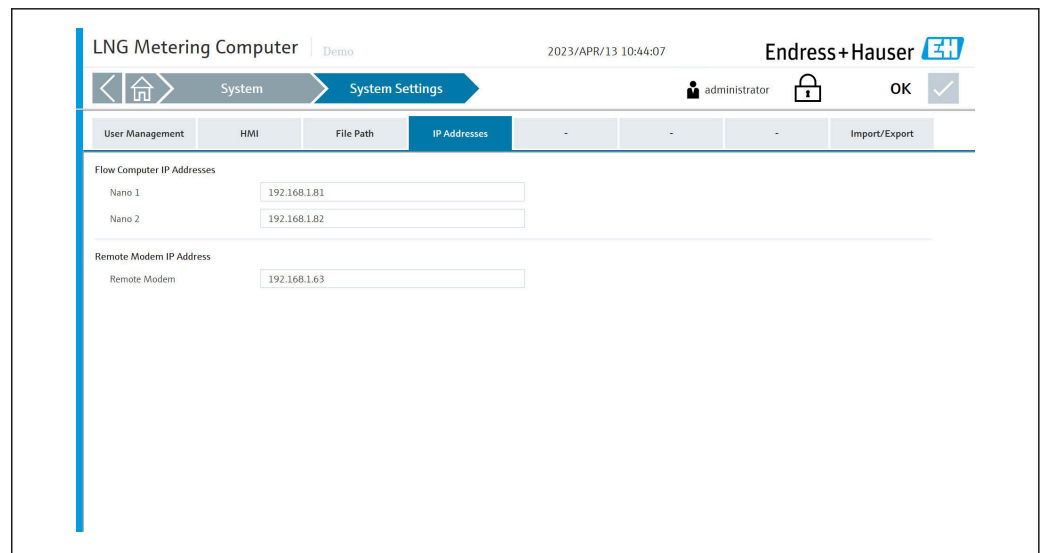 LNG Metering Computer Demo 2023/APR/13 10:44:07 Endress+Hauser EH
System System Settings administrator OK
User Management HMI File Path IP Addresses - - - Import/Export
Flow Computer IP Addresses
Nano 1 192.168.1.81
Nano 2 192.168.1.82
Remote Modem IP Address
Remote Modem 192.168.1.63